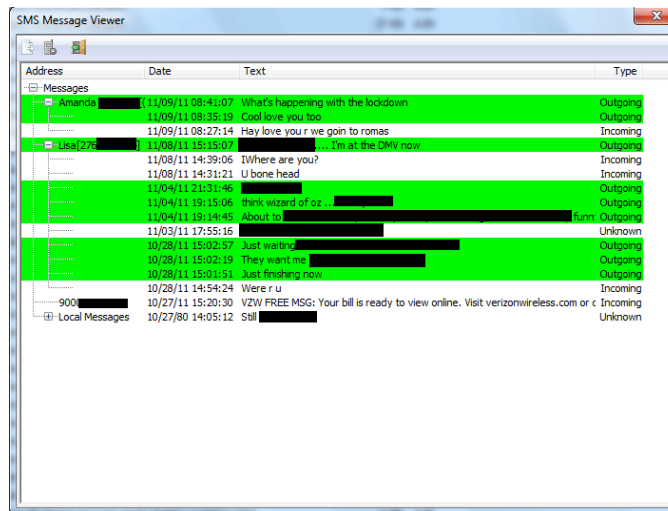 SMS Message Viewer
Address Date Text Type
Messages
Amanda ( 11/09/11 08:41:07 What's happening with the lockdown Outgoing
11/09/11 08:35:19 Cool love you too Outgoing
11/09/11 08:27:14 Hay love you r we goin to romas Incoming
Lisa[276 ] 11/08/11 15:15:07 .... I'm at the DMV now Outgoing
11/08/11 14:39:06 IWhere are you? Incoming
11/08/11 14:31:21 U bone head Incoming
11/04/11 21:31:46 Outgoing
11/04/11 19:15:06 think wizard of oz ... Outgoing
11/04/11 19:14:45 About to funn Outgoing
11/03/11 17:55:16 Unknown
10/28/11 15:02:57 Just waiting Outgoing
10/28/11 15:02:19 They want me Outgoing
10/28/11 15:01:51 Just finishing now Outgoing
10/28/11 14:54:24 Were r u Incoming
900 10/27/11 15:20:30 VZW FREE MSG: Your bill is ready to view online. Visit verizonwireless.com or c Incoming
Local Messages 10/27/80 14:05:12 Still Unknown